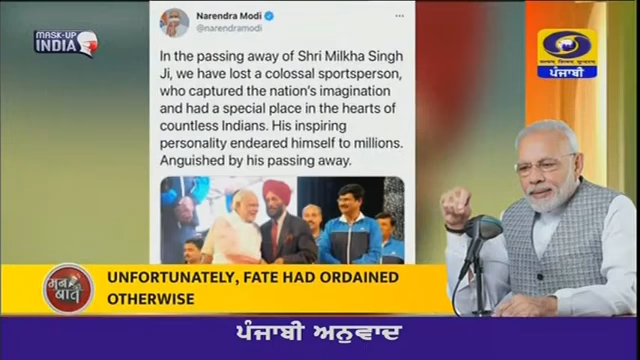 MASK-UP
INDIA
Narendra Modi
@narendramodi
In the passing away of Shri Milkha Singh
Ji, we have lost a colossal sportsperson,
who captured the nation's imagination
and had a special place in the hearts of
countless Indians. His inspiring
personality endeared himself to millions.
Anguished by his passing away.
ਪੰਜਾਬੀ
मन की
बात
UNFORTUNATELY, FATE HAD ORDAINED
OTHERWISE
ਪੰਜਾਬੀ ਅਨੁਵਾਦ